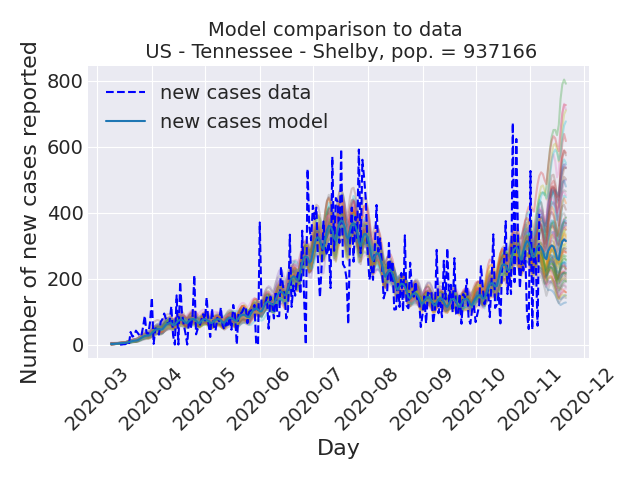 Model comparison to data
US - Tennessee - Shelby, pop. = 937166
Number of new cases reported
800
600
400
200
0
new cases data
new cases model
2020-03
2020-04
2020-05
2020-06
2020-07
2020-08
2020-09
2020-10
2020-11
2020-12
Day